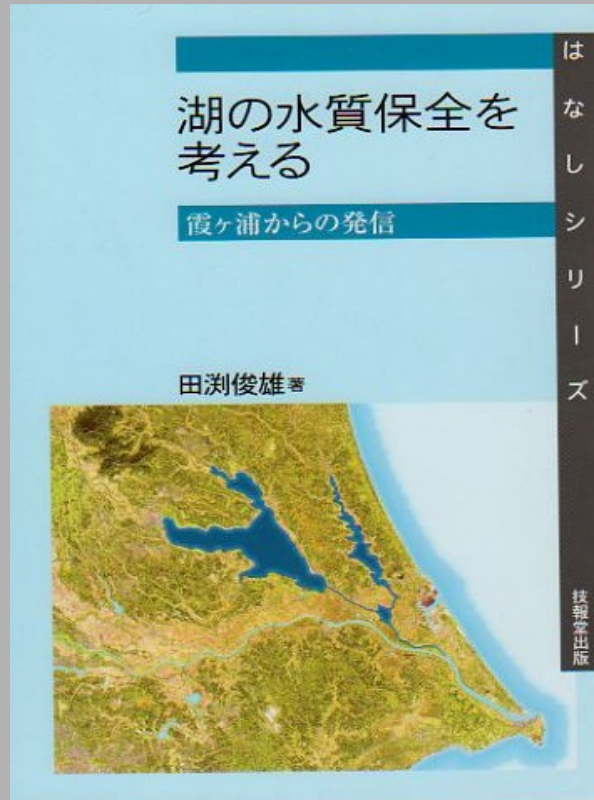 湖の水質保全を
考える
霞ヶ浦からの発信
田渕俊雄著
はなしシリーズ
技報堂出版